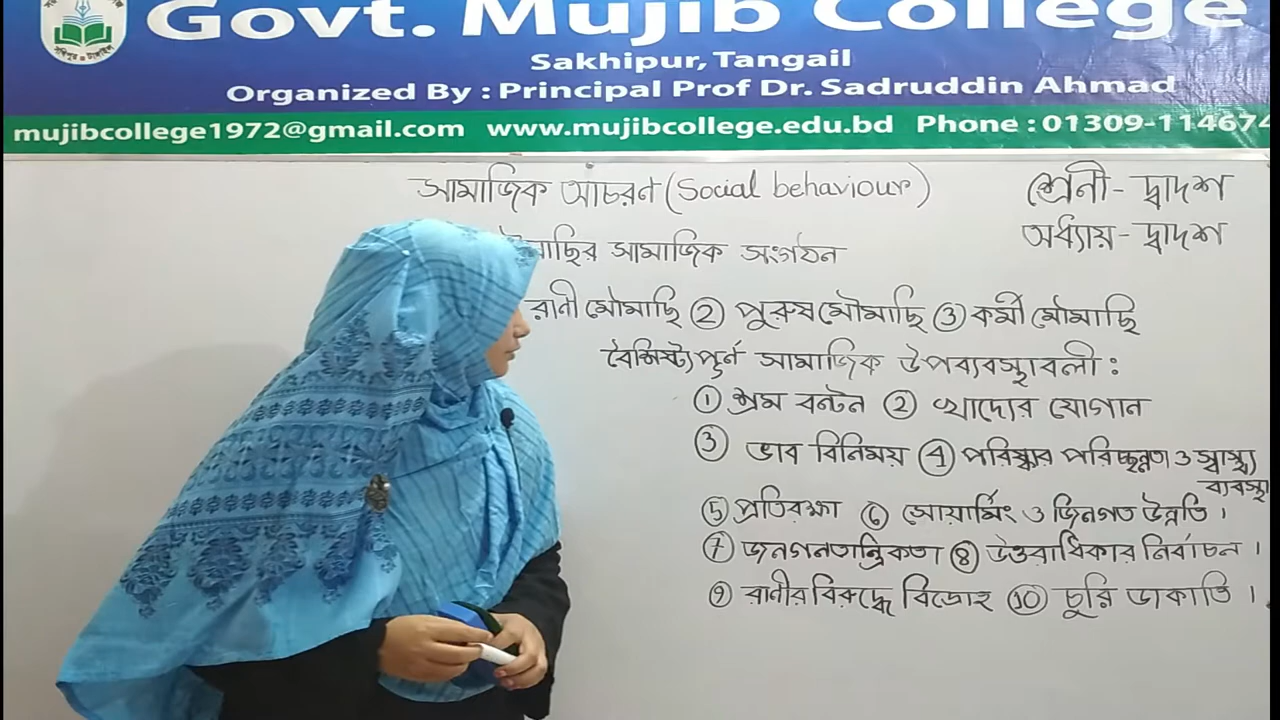 Govt. Mujib College
Sakhipur, Tangail
Organized By : Principal Prof Dr. Sadruddin Ahmad
mujibcollege1972@gmail.com www.mujibcollege.edu.bd Phone : 01309-114674
সামাজিক আচরণ (Social behaviour)
শ্রেনী - দ্বাদশ
অধ্যায় - দ্বাদশ
সামাজিক সংগঠন
রানী মৌমাছি ② পুরুষ মৌমাছি ③ কর্মী মৌমাছি
বৈশিষ্ট্যপূর্ন সামাজিক উপব্যবস্থাবলী :
① শ্রম বন্টন ② খাদ্যের যোগান
③ ভাব বিনিময় ④ পরিষ্কার পরিচ্ছন্নতা ও স্বাস্থ্য
ব্যবস্থা
⑤ প্রতিরক্ষা ⑥ সোয়ার্মিং ও জিনগত উন্নতি ।
⑦ জনগনতান্ত্রিকতা ⑧ উত্তরাধিকার নির্বাচন ।
⑨ রানীর বিরুদ্ধে বিদ্রোহ ⑩ চুরি ডাকাতি ।